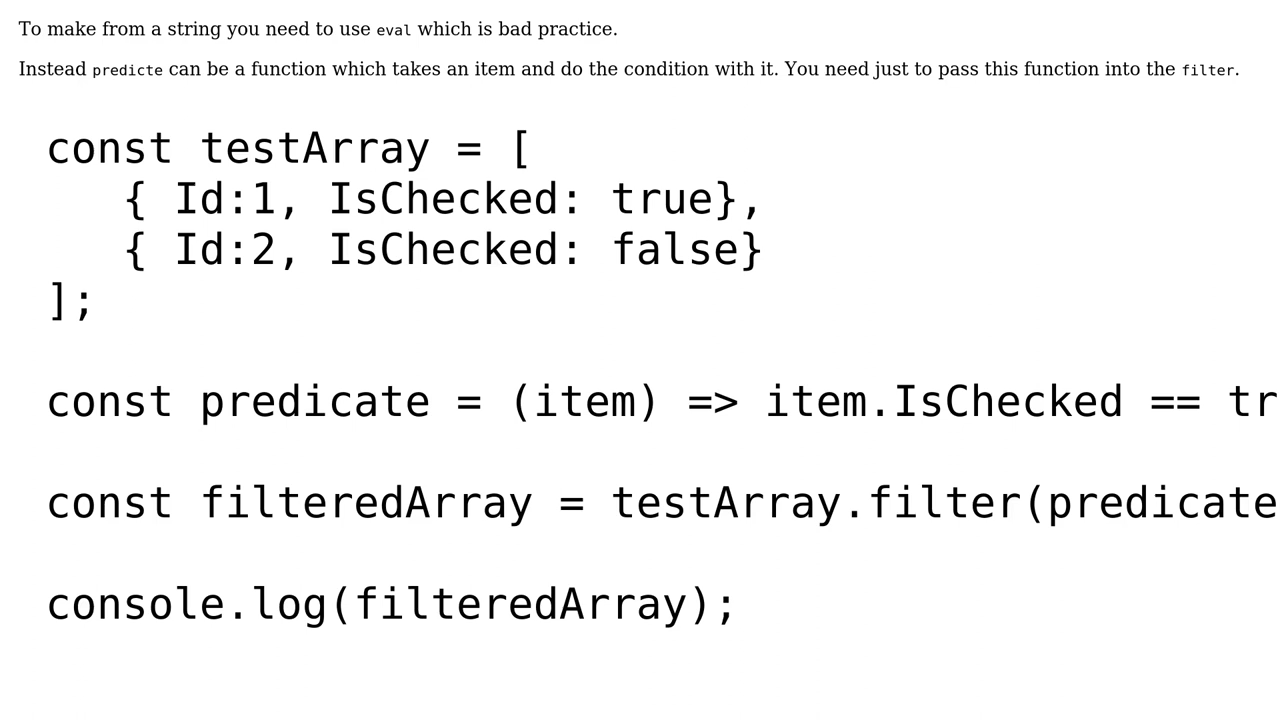 To make from a string you need to use eval which is bad practice.
Instead predicte can be a function which takes an item and do the condition with it. You need just to pass this function into the filter.
const testArray = [
   { Id:1, IsChecked: true},
   { Id:2, IsChecked: false}
];
const predicate = (item) => item.IsChecked == tr
const filteredArray = testArray.filter(predicate
console.log(filteredArray);